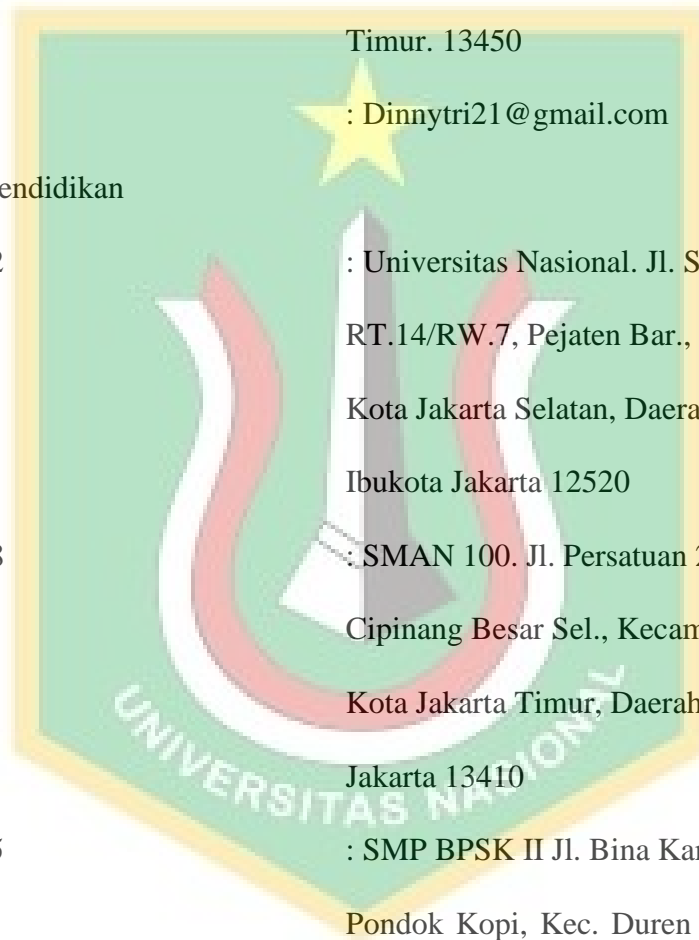 Timur. 13450
: Dinnytri21@gmail.com
endidikan
2 : Universitas Nasional. Jl. S
RT.14/RW.7, Pejaten Bar.,
Kota Jakarta Selatan, Daera
Ibukota Jakarta 12520
: SMAN 100. Jl. Persatuan
Cipinang Besar Sel., Kecam
Kota Jakarta Timur, Daerah
Jakarta 13410
: SMP BPSK II Jl. Bina Kar
Pondok Kopi, Kec. Duren
UNIVERSITAS NASIONAL